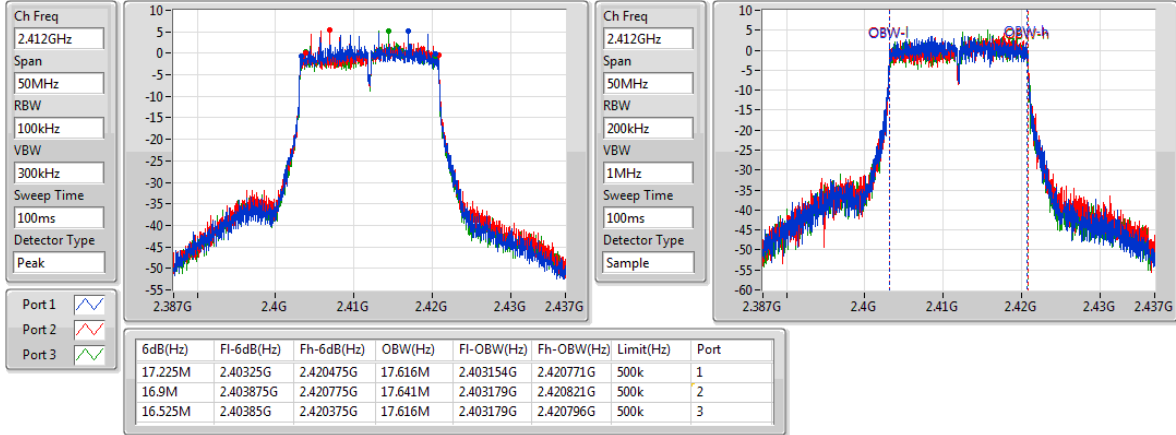 Ch Freq
2.412GHz
Span
50MHz
RBW
100kHz
VBW
300kHz
Sweep Time
100ms
Detector Type
Peak
10
5
0
-5
-10
-15
-20
-25
-30
-35
-40
-45
-50
-55
2.387G 2.4G 2.41G 2.42G 2.43G 2.437G
Ch Freq
2.412GHz
Span
50MHz
RBW
200kHz
VBW
1MHz
Sweep Time
100ms
Detector Type
Sample
10
5
0
-5
-10
-15
-20
-25
-30
-35
-40
-45
-50
-55
-60
OBW-l OBW-h
2.387G 2.4G 2.41G 2.42G 2.43G 2.437G
Port 1
Port 2
Port 3
6dB(Hz) Fl-6dB(Hz) Fh-6dB(Hz) OBW(Hz) Fl-OBW(Hz) Fh-OBW(Hz) Limit(Hz) Port
17.225M 2.40325G 2.420475G 17.616M 2.403154G 2.420771G 500k 1
16.9M 2.403875G 2.420775G 17.641M 2.403179G 2.420821G 500k 2
16.525M 2.40385G 2.420375G 17.616M 2.403179G 2.420796G 500k 3